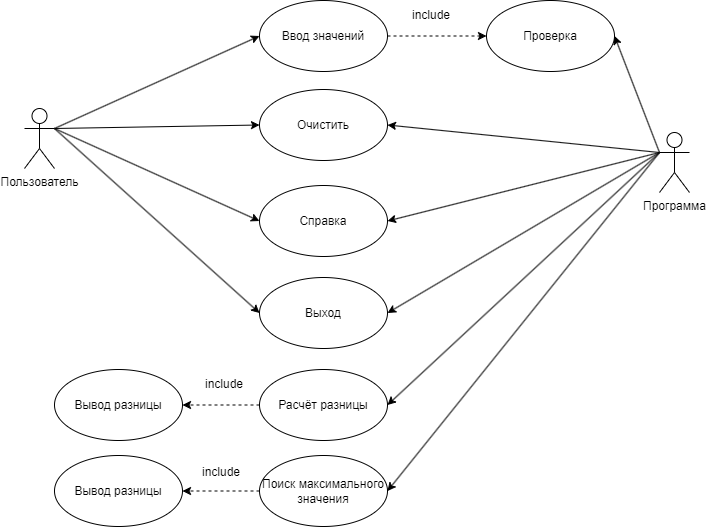 include
Ввод значений
Проверка
Очистить
Пользователь
Программа
Справка
Выход
include
Вывод разницы
Расчёт разницы
include
Вывод разницы
Поиск максимального
значения